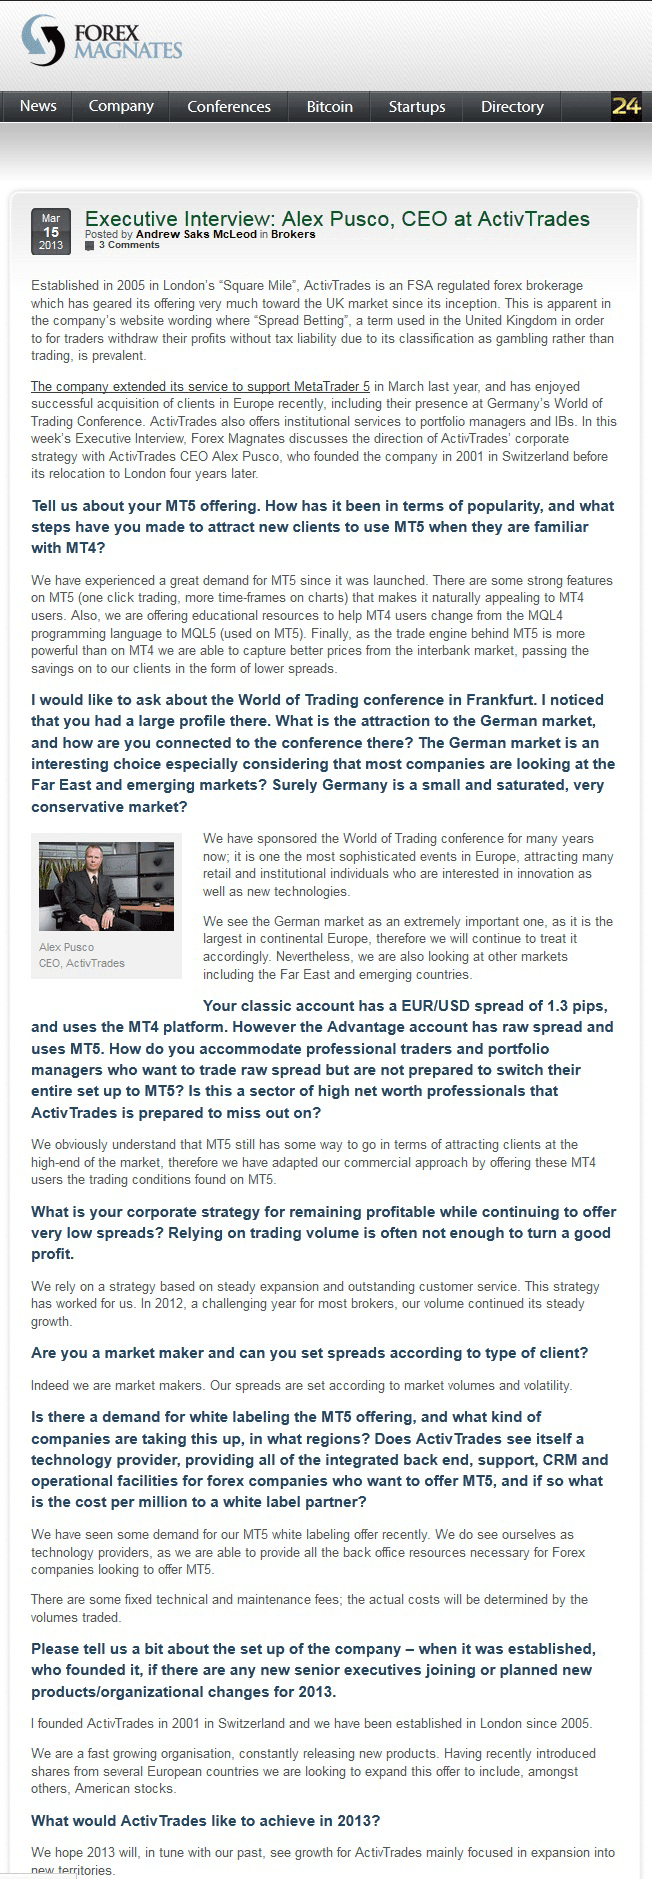 FOREX
MAGNATES
News
Company
Conferences
Bitcoin
Startups
Directory
24
Mar
15
2013
Executive Interview: Alex Pusco, CEO at ActivTrades
Posted by Andrew Saks McLeod in Brokers
3 Comments
Established in 2005 in London's “Square Mile”, ActivTrades is an FSA regulated forex brokerage
which has geared its offering very much toward the UK market since its inception. This is apparent in
the company's website wording where “Spread Betting”, a term used in the United Kingdom in order
to for traders withdraw their profits without tax liability due to its classification as gambling rather than
trading, is prevalent.
The company extended its service to support MetaTrader 5 in March last year, and has enjoyed
successful acquisition of clients in Europe recently, including their presence at Germany's World of
Trading Conference. ActivTrades also offers institutional services to portfolio managers and IBs. In this
week's Executive Interview, Forex Magnates discusses the direction of ActivTrades' corporate
strategy with ActivTrades CEO Alex Pusco, who founded the company in 2001 in Switzerland before
its relocation to London four years later.
Tell us about your MT5 offering. How has it been in terms of popularity, and what
steps have you made to attract new clients to use MT5 when they are familiar
with MT4?
We have experienced a great demand for MT5 since it was launched. There are some strong features
on MT5 (one click trading, more time-frames on charts) that makes it naturally appealing to MT4
users. Also, we are offering educational resources to help MT4 users change from the MQL4
programming language to MQL5 (used on MT5). Finally, as the trade engine behind MT5 is more
powerful than on MT4 we are able to capture better prices from the interbank market, passing the
savings on to our clients in the form of lower spreads.
I would like to ask about the World of Trading conference in Frankfurt. I noticed
that you had a large profile there. What is the attraction to the German market,
and how are you connected to the conference there? The German market is an
interesting choice especially considering that most companies are looking at the
Far East and emerging markets? Surely Germany is a small and saturated, very
conservative market?
We have sponsored the World of Trading conference for many years
now; it is one the most sophisticated events in Europe, attracting many
retail and institutional individuals who are interested in innovation as
well as new technologies.
We see the German market as an extremely important one, as it is the
largest in continental Europe, therefore we will continue to treat it
accordingly. Nevertheless, we are also looking at other markets
including the Far East and emerging countries.
Alex Pusco
CEO, ActivTrades
Your classic account has a EUR/USD spread of 1.3 pips,
and uses the MT4 platform. However the Advantage account has raw spread and
uses MT5. How do you accommodate professional traders and portfolio
managers who want to trade raw spread but are not prepared to switch their
entire set up to MT5? Is this a sector of high net worth professionals that
ActivTrades is prepared to miss out on?
We obviously understand that MT5 still has some way to go in terms of attracting clients at the
high-end of the market, therefore we have adapted our commercial approach by offering these MT4
users the trading conditions found on MT5.
What is your corporate strategy for remaining profitable while continuing to offer
very low spreads? Relying on trading volume is often not enough to turn a good
profit.
We rely on a strategy based on steady expansion and outstanding customer service. This strategy
has worked for us. In 2012, a challenging year for most brokers, our volume continued its steady
growth.
Are you a market maker and can you set spreads according to type of client?
Indeed we are market makers. Our spreads are set according to market volumes and volatility.
Is there a demand for white labeling the MT5 offering, and what kind of
companies are taking this up, in what regions? Does ActivTrades see itself a
technology provider, providing all of the integrated back end, support, CRM and
operational facilities for forex companies who want to offer MT5, and if so what
is the cost per million to a white label partner?
We have seen some demand for our MT5 white labeling offer recently. We do see ourselves as
technology providers, as we are able to provide all the back office resources necessary for Forex
companies looking to offer MT5.
There are some fixed technical and maintenance fees; the actual costs will be determined by the
volumes traded.
Please tell us a bit about the set up of the company – when it was established,
who founded it, if there are any new senior executives joining or planned new
products/organizational changes for 2013.
I founded ActivTrades in 2001 in Switzerland and we have been established in London since 2005.
We are a fast growing organisation, constantly releasing new products. Having recently introduced
shares from several European countries we are looking to expand this offer to include, amongst
others, American stocks.
What would ActivTrades like to achieve in 2013?
We hope 2013 will, in tune with our past, see growth for ActivTrades mainly focused in expansion into
new territories.